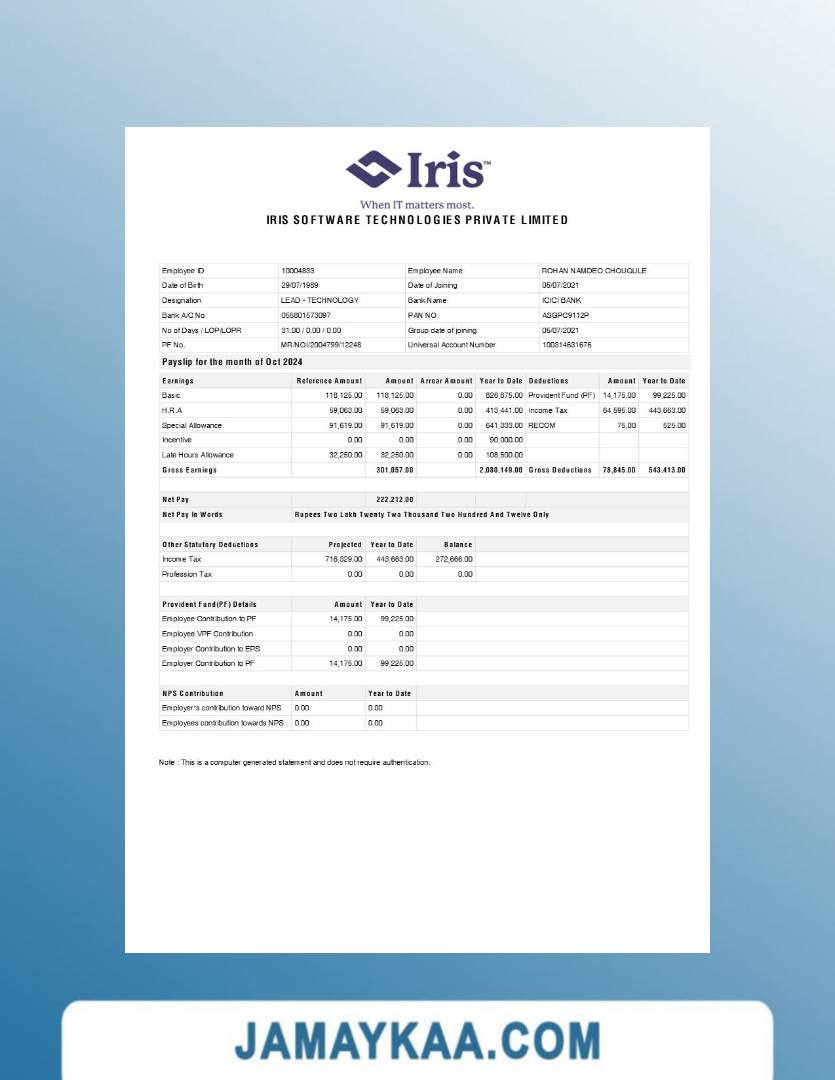 Iris™
When IT matters most.
IRIS SOFTWARE TECHNOLOGIES PRIVATE LIMITED
Employee ID 10004833 Employee Name ROHAN NAMDEO CHOUGULE
Date of Birth 29/07/1989 Date of Joining 05/07/2021
Designation LEAD - TECHNOLOGY Bank Name ICICI BANK
Bank A/C No 055601573097 PAN NO ASGPC9112P
No of Days / LOP/LOPR 31.00 / 0.00 / 0.00 Group date of joining 05/07/2021
PF No. MR/NOI/2004799/12248 Universal Account Number 100314631676
Payslip for the month of Oct 2024
Earnings Reference Amount Amount Arrear Amount Year to Date Deductions Amount Year to Date
Basic 118,125.00 118,125.00 0.00 826,875.00 Provident Fund (PF) 14,175.00 99,225.00
H.R.A 59,063.00 59,063.00 0.00 413,441.00 Income Tax 64,595.00 443,663.00
Special Allowance 91,619.00 91,619.00 0.00 641,333.00 RECOM 75.00 525.00
Incentive 0.00 0.00 0.00 90,000.00
Late Hours Allowance 32,250.00 32,250.00 0.00 108,500.00
Gross Earnings 301,057.00 2,080,149.00 Gross Deductions 78,845.00 543,413.00
Net Pay 222,212.00
Net Pay in Words Rupees Two Lakh Twenty Two Thousand Two Hundred And Twelve Only
Other Statutory Deductions Projected Year to Date Balance
Income Tax 716,329.00 443,663.00 272,666.00
Profession Tax 0.00 0.00 0.00
Provident Fund(PF) Details Amount Year to Date
Employee Contribution to PF 14,175.00 99,225.00
Employee VPF Contribution 0.00 0.00
Employer Contribution to EPS 0.00 0.00
Employer Contribution to PF 14,175.00 99,225.00
NPS Contribution Amount Year to Date
Employer's contribution toward NPS 0.00 0.00
Employees contribution towards NPS 0.00 0.00
Note : This is a computer generated statement and does not require authentication.
JAMAYKAA.COM